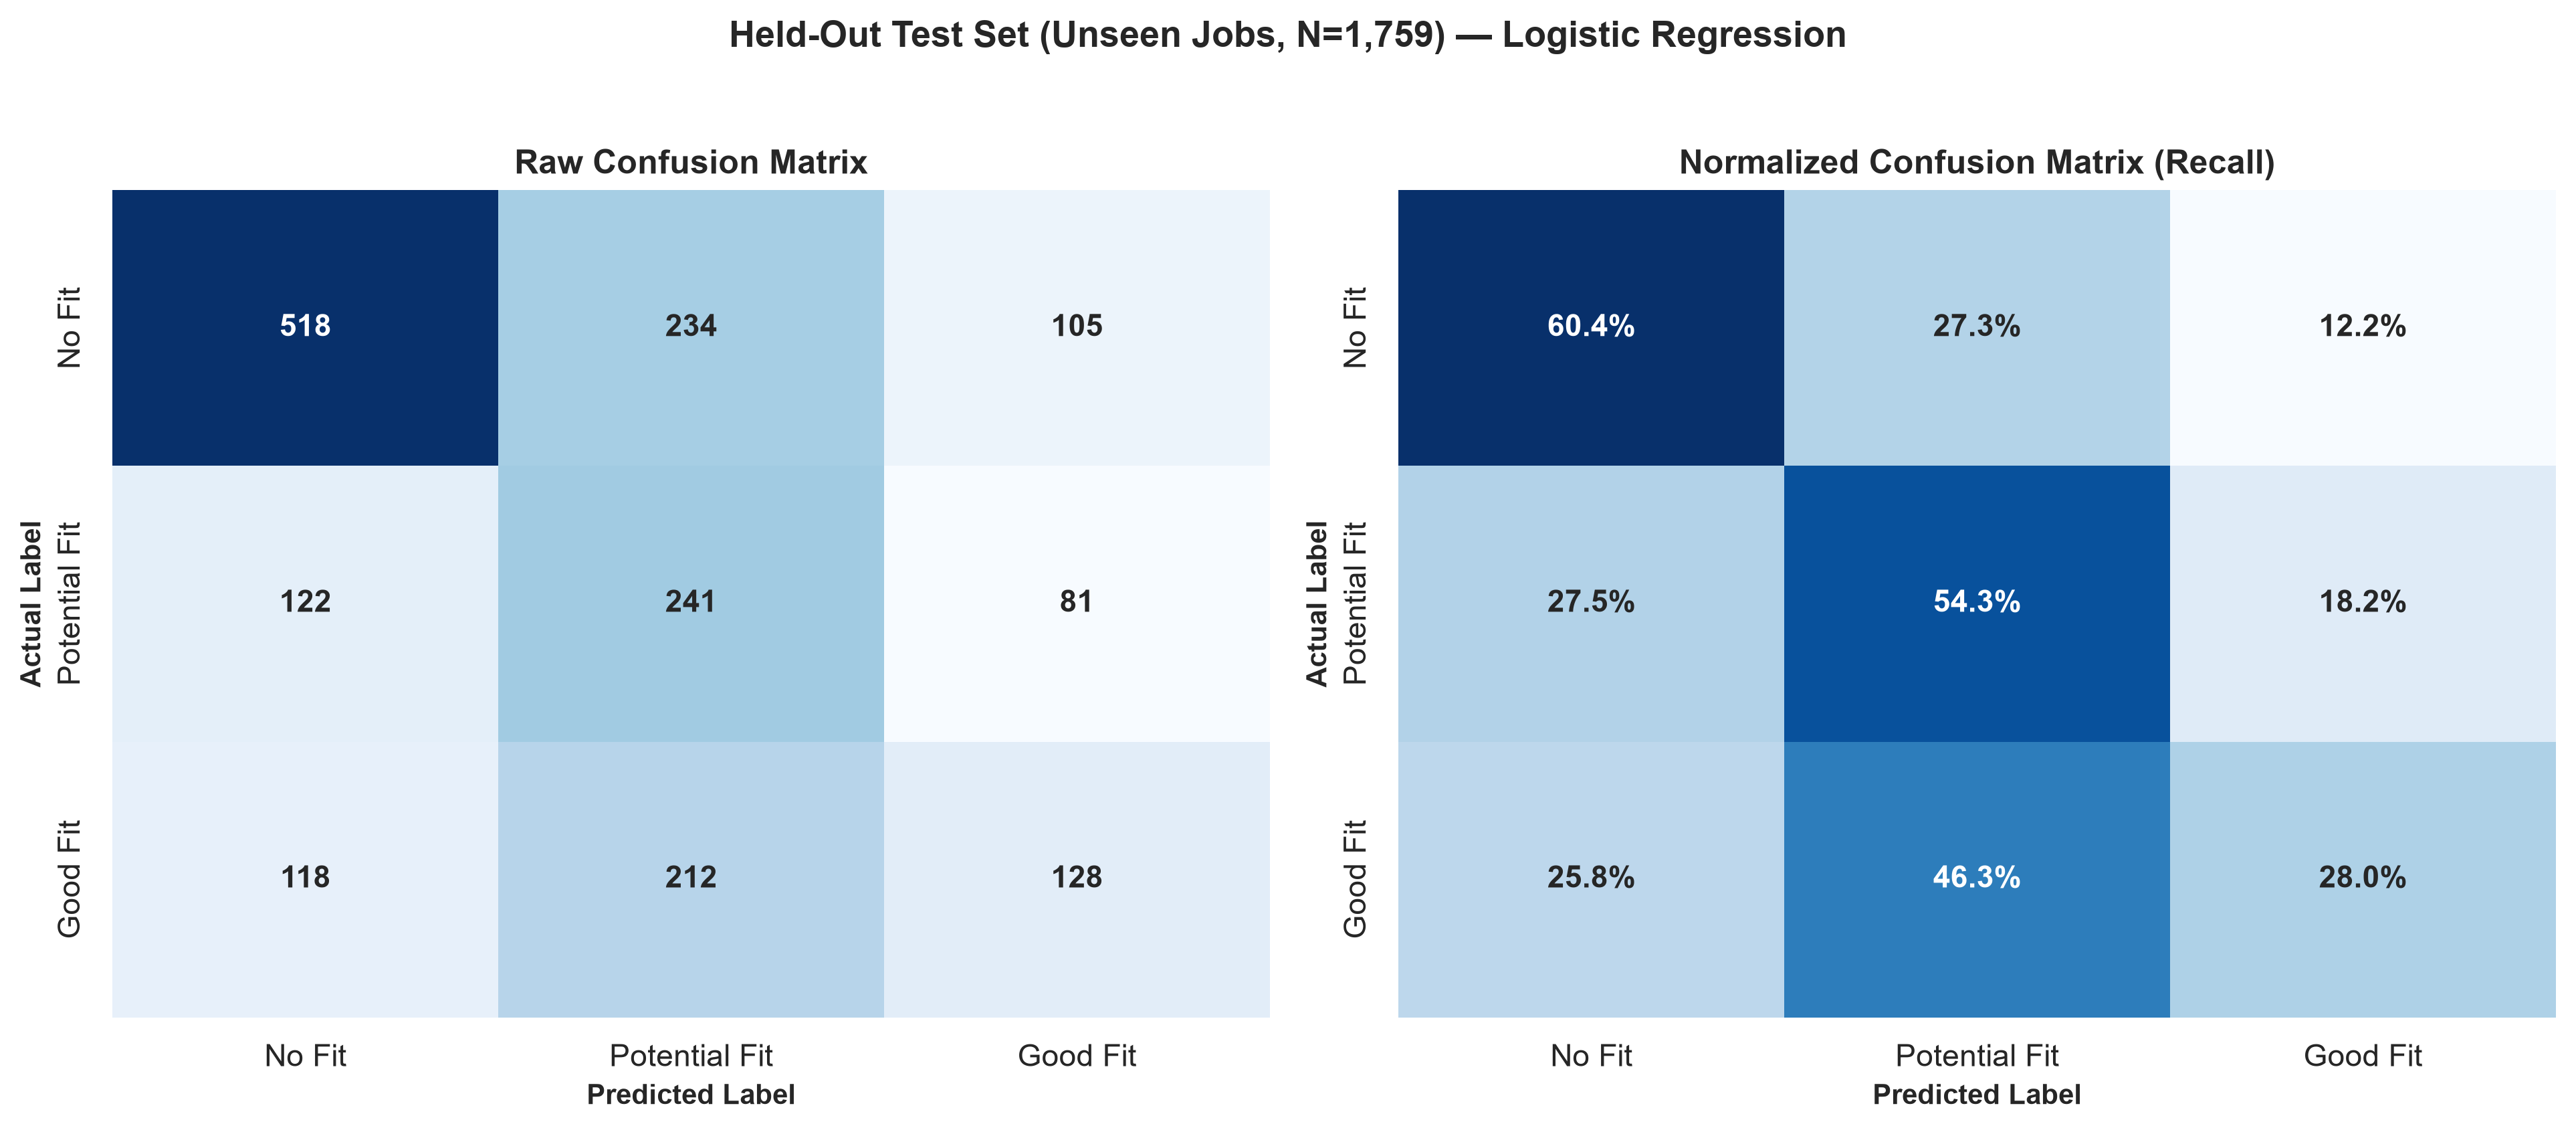 Held-Out Test Set (Unseen Jobs, N=1,759) — Logistic Regression
Raw Confusion Matrix
Actual Label
No Fit
518 234 105
Potential Fit
122 241 81
Good Fit
118 212 128
No Fit Potential Fit Good Fit
Predicted Label
Normalized Confusion Matrix (Recall)
Actual Label
No Fit
60.4% 27.3% 12.2%
Potential Fit
27.5% 54.3% 18.2%
Good Fit
25.8% 46.3% 28.0%
No Fit Potential Fit Good Fit
Predicted Label